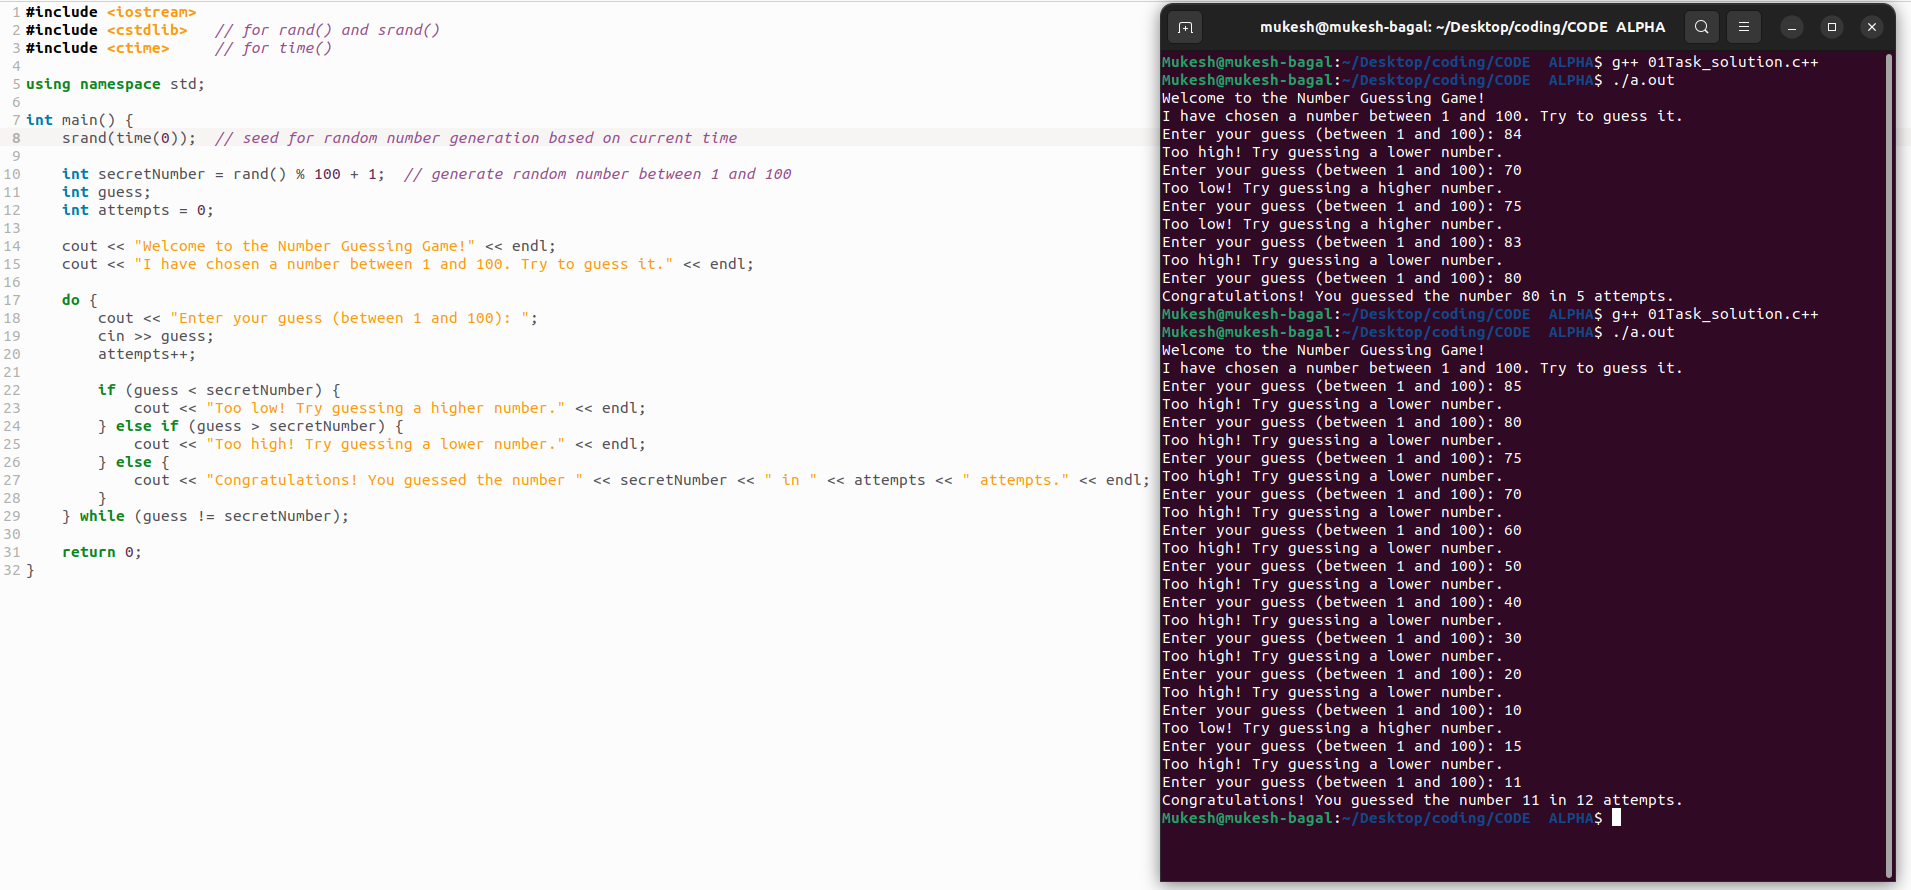 1 #include <iostream>
2 #include <cstdlib>   // for rand() and srand()
3 #include <ctime>     // for time()
4
5 using namespace std;
6
7 int main() {
8     srand(time(0));  // seed for random number generation based on current time
9
10     int secretNumber = rand() % 100 + 1;  // generate random number between 1 and 100
11     int guess;
12     int attempts = 0;
13
14     cout << "Welcome to the Number Guessing Game!" << endl;
15     cout << "I have chosen a number between 1 and 100. Try to guess it." << endl;
16
17     do {
18         cout << "Enter your guess (between 1 and 100): ";
19         cin >> guess;
20         attempts++;
21
22         if (guess < secretNumber) {
23             cout << "Too low! Try guessing a higher number." << endl;
24         } else if (guess > secretNumber) {
25             cout << "Too high! Try guessing a lower number." << endl;
26         } else {
27             cout << "Congratulations! You guessed the number " << secretNumber << " in " << attempts << " attempts." << endl;
28         }
29     } while (guess != secretNumber);
30
31     return 0;
32 }
mukesh@mukesh-bagal: ~/Desktop/coding/CODE  ALPHA
Mukesh@mukesh-bagal:~/Desktop/coding/CODE  ALPHA$ g++ 01Task_solution.c++
Mukesh@mukesh-bagal:~/Desktop/coding/CODE  ALPHA$ ./a.out
Welcome to the Number Guessing Game!
I have chosen a number between 1 and 100. Try to guess it.
Enter your guess (between 1 and 100): 84
Too high! Try guessing a lower number.
Enter your guess (between 1 and 100): 70
Too low! Try guessing a higher number.
Enter your guess (between 1 and 100): 75
Too low! Try guessing a higher number.
Enter your guess (between 1 and 100): 83
Too high! Try guessing a lower number.
Enter your guess (between 1 and 100): 80
Congratulations! You guessed the number 80 in 5 attempts.
Mukesh@mukesh-bagal:~/Desktop/coding/CODE  ALPHA$ g++ 01Task_solution.c++
Mukesh@mukesh-bagal:~/Desktop/coding/CODE  ALPHA$ ./a.out
Welcome to the Number Guessing Game!
I have chosen a number between 1 and 100. Try to guess it.
Enter your guess (between 1 and 100): 85
Too high! Try guessing a lower number.
Enter your guess (between 1 and 100): 80
Too high! Try guessing a lower number.
Enter your guess (between 1 and 100): 75
Too high! Try guessing a lower number.
Enter your guess (between 1 and 100): 70
Too high! Try guessing a lower number.
Enter your guess (between 1 and 100): 60
Too high! Try guessing a lower number.
Enter your guess (between 1 and 100): 50
Too high! Try guessing a lower number.
Enter your guess (between 1 and 100): 40
Too high! Try guessing a lower number.
Enter your guess (between 1 and 100): 30
Too high! Try guessing a lower number.
Enter your guess (between 1 and 100): 20
Too high! Try guessing a lower number.
Enter your guess (between 1 and 100): 10
Too low! Try guessing a higher number.
Enter your guess (between 1 and 100): 15
Too high! Try guessing a lower number.
Enter your guess (between 1 and 100): 11
Congratulations! You guessed the number 11 in 12 attempts.
Mukesh@mukesh-bagal:~/Desktop/coding/CODE  ALPHA$